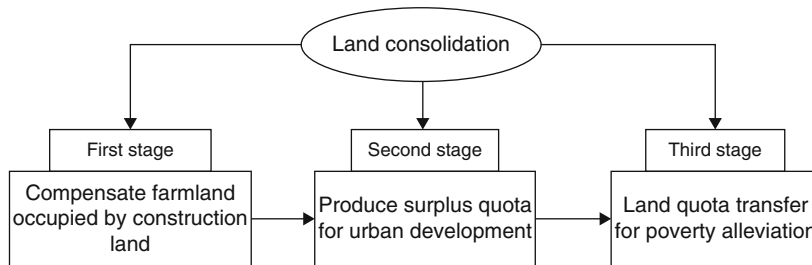 Land consolidation
First stage
Compensate farmland
occupied by construction
land
Second stage
Produce surplus quota
for urban development
Third stage
Land quota transfer
for poverty alleviation